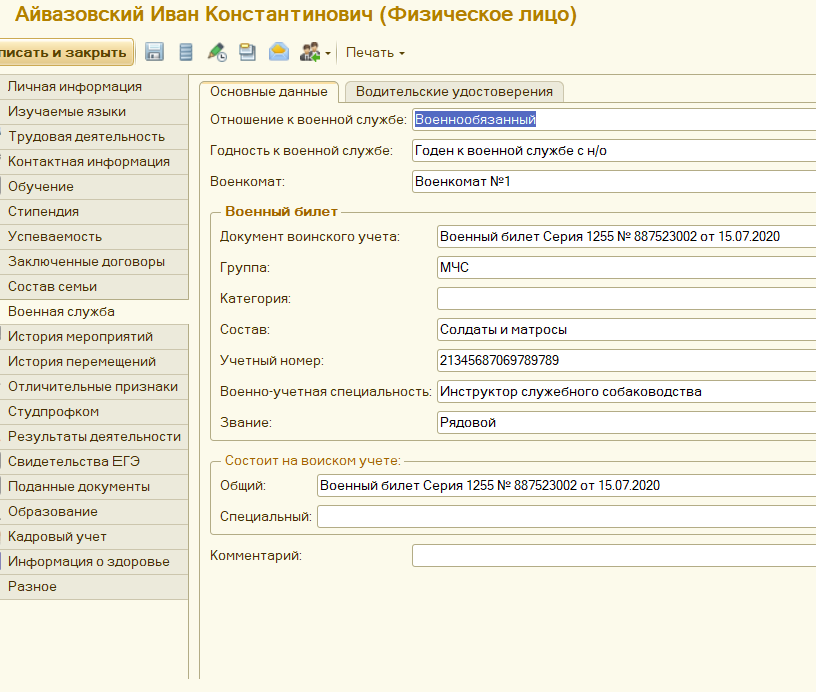 Айвазовский Иван Константинович (Физическое лицо)
писать и закрыть
Печать
Личная информация
Изучаемые языки
Трудовая деятельность
Контактная информация
Обучение
Стипендия
Успеваемость
Заключенные договоры
Состав семьи
Военная служба
История мероприятий
История перемещений
Отличительные признаки
Студпрофком
Результаты деятельности
Свидетельства ЕГЭ
Поданные документы
Образование
Кадровый учет
Информация о здоровье
Разное
Основные данные
Водительские удостоверения
Отношение к военной службе: Военнообязанный
Годность к военной службе: Годен к военной службе с н/о
Военкомат: Военкомат №1
Военный билет
Документ воинского учета: Военный билет Серия 1255 № 887523002 от 15.07.2020
Группа: МЧС
Категория:
Состав: Солдаты и матросы
Учетный номер: 21345687069789789
Военно-учетная специальность: Инструктор служебного собаководства
Звание: Рядовой
Состоит на воиском учете:
Общий: Военный билет Серия 1255 № 887523002 от 15.07.2020
Специальный:
Комментарий: